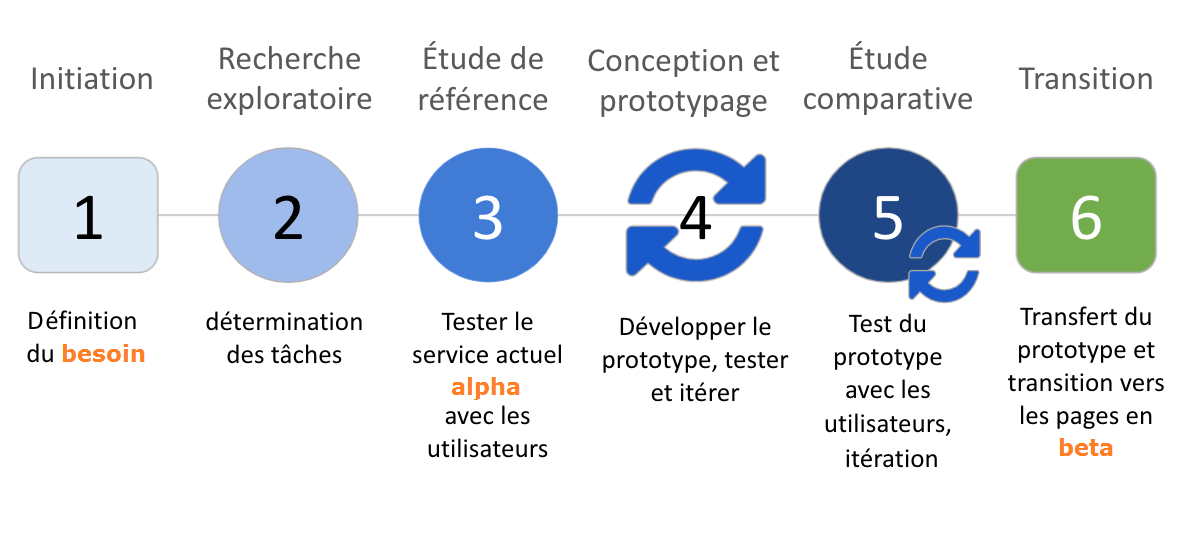 Initiation
Recherche
exploratoire
Étude de
référence
Conception et
prototypage
Étude
comparative
Transition
1
2
3
4
5
6
Définition
du besoin
détermination
des tâches
Tester le
service actuel
alpha
avec les
utilisateurs
Développer le
prototype, tester
et itérer
Test du
prototype
avec les
utilisateurs,
itération
Transfert du
prototype et
transition vers
les pages en
beta